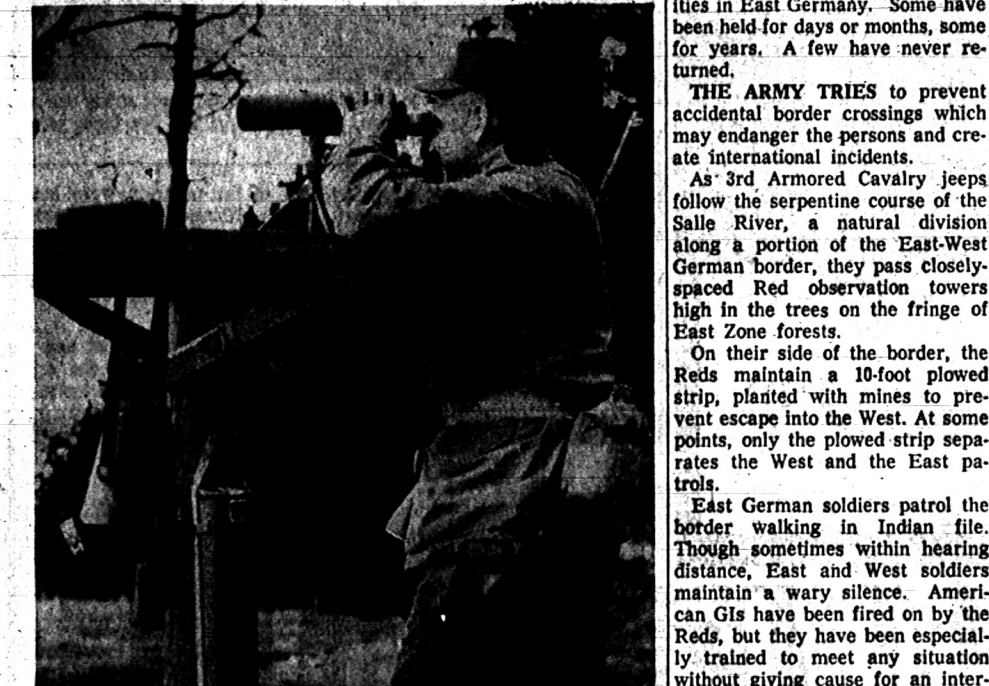 ities in East Germany. Some have
been held for days or months, some
for years. A few have never re-
turned.
THE ARMY TRIES to prevent
accidental border crossings which
may endanger the persons and cre-
ate international incidents.
As 3rd Armored Cavalry jeeps
follow the serpentine course of the
Salle River, a natural division
along a portion of the East-West
German border, they pass closely-
spaced Red observation towers
high in the trees on the fringe of
East Zone forests.
On their side of the border, the
Reds maintain a 10-foot plowed
strip, planted with mines to pre-
vent escape into the West. At some
points, only the plowed strip sepa-
rates the West and the East pa-
trols.
East German soldiers patrol the
border walking in Indian file.
Though sometimes within hearing
distance, East and West soldiers
maintain a wary silence. Ameri-
can GIs have been fired on by the
Reds, but they have been especial-
ly trained to meet any situation
without giving cause for an inter-